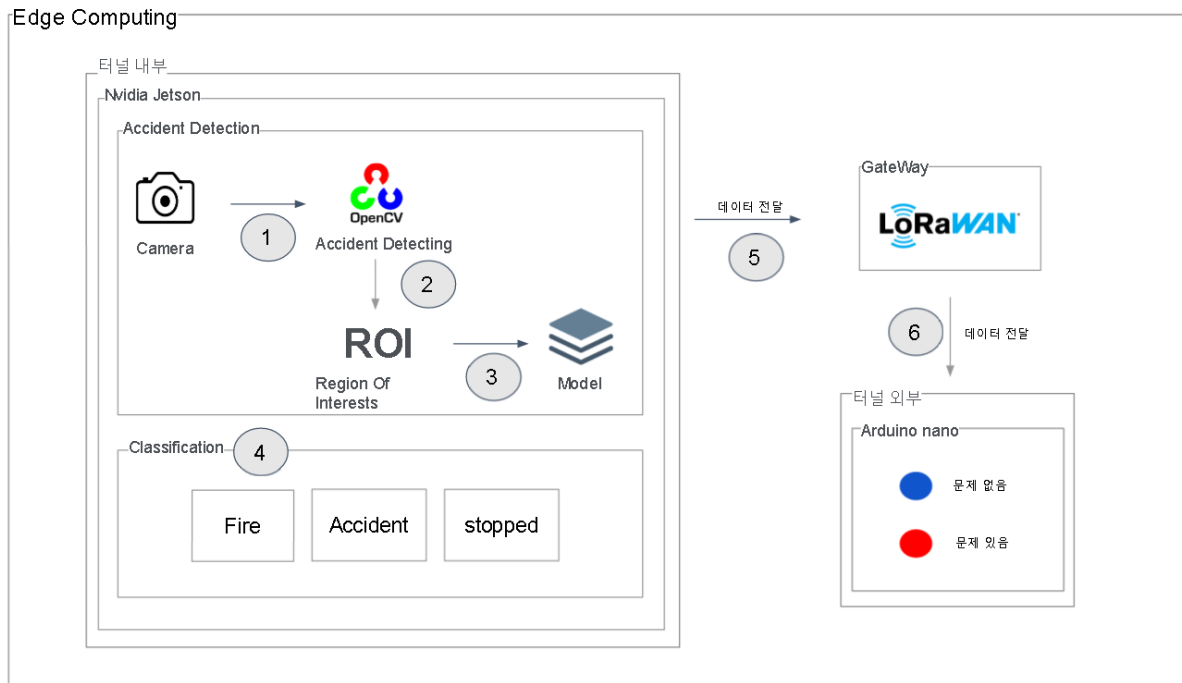 Edge Computing
터널 내부
Nvidia Jetson
Accident Detection
Camera
1
OpenCV
Accident Detecting
2
ROI
Region Of
Interests
3
Model
Classification
4
Fire
Accident
stopped
데이터 전달
5
GateWay
LoRaWAN
6
데이터 전달
터널 외부
Arduino nano
문제 없음
문제 있음